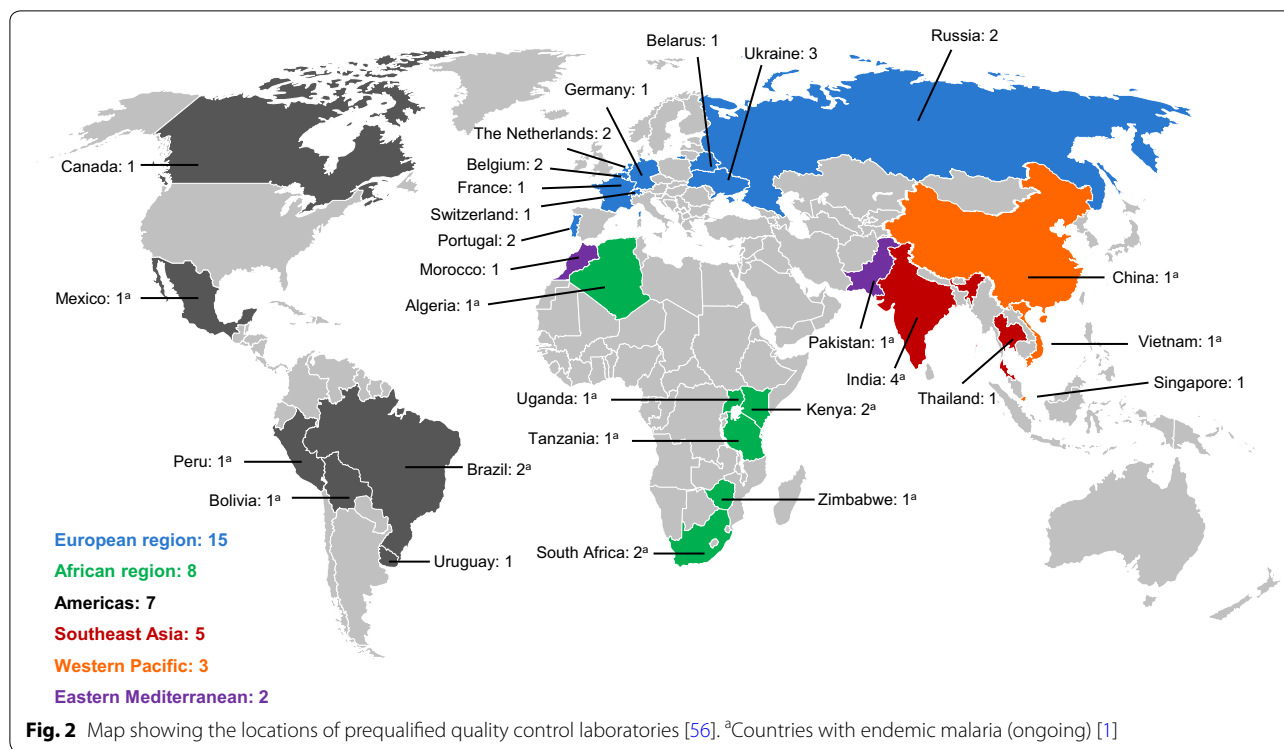 Belarus: 1
Russia: 2
Ukraine: 3
Germany: 1
The Netherlands: 2
Canada: 1
Belgium: 2
France: 1
Switzerland: 1
Portugal: 2
Morocco: 1
China: 1ᵃ
Mexico: 1ᵃ
Algeria: 1ᵃ
Pakistan: 1ᵃ
Vietnam: 1ᵃ
India: 4ᵃ
Singapore: 1
Thailand: 1
Uganda: 1ᵃ
Kenya: 2ᵃ
Tanzania: 1ᵃ
Peru: 1ᵃ
Brazil: 2ᵃ
Bolivia: 1ᵃ
Zimbabwe: 1ᵃ
South Africa: 2ᵃ
Uruguay: 1
European region: 15
African region: 8
Americas: 7
Southeast Asia: 5
Western Pacific: 3
Eastern Mediterranean: 2
Fig. 2 Map showing the locations of prequalified quality control laboratories [56]. ᵃCountries with endemic malaria (ongoing) [1]